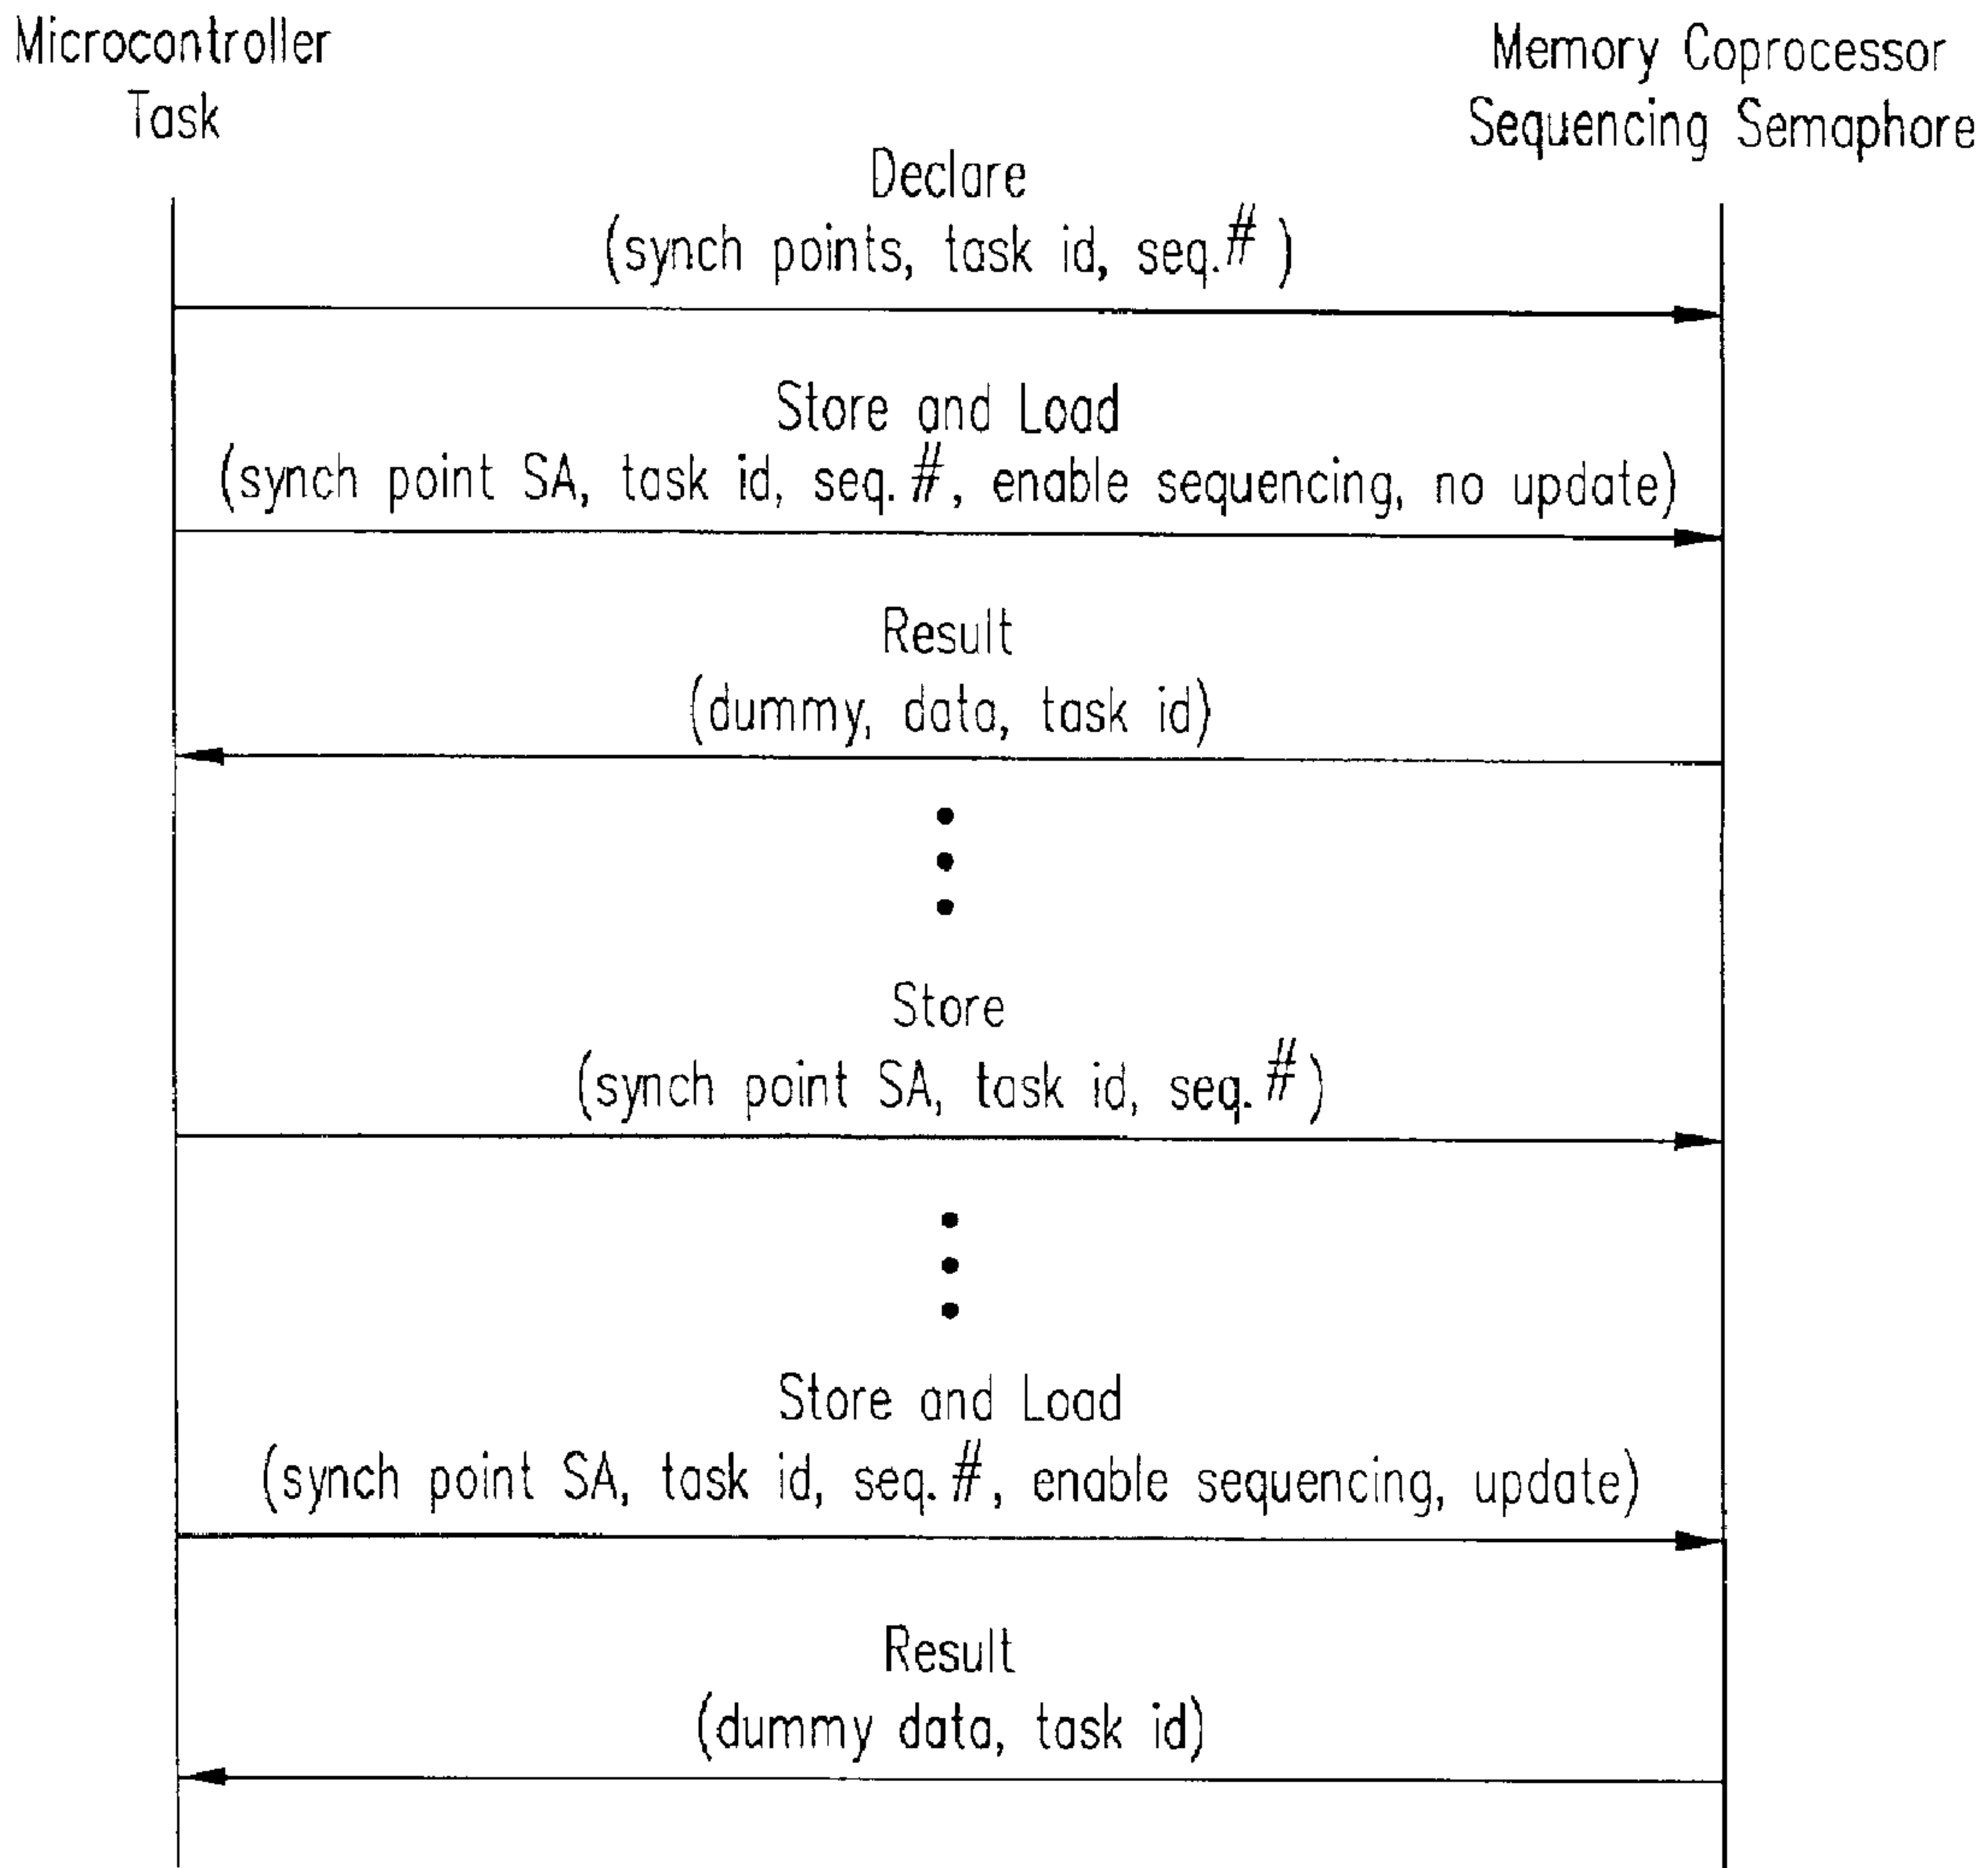 Microcontroller
Task
Memory Coprocessor
Sequencing Semaphore
Declare
(synch points, task id, seq.#)
Store and Load
(synch point SA, task id, seq.#, enable sequencing, no update)
Result
(dummy, data, task id)
Store
(synch point SA, task id, seq.#)
Store and Load
(synch point SA, task id, seq.#, enable sequencing, update)
Result
(dummy data, task id)